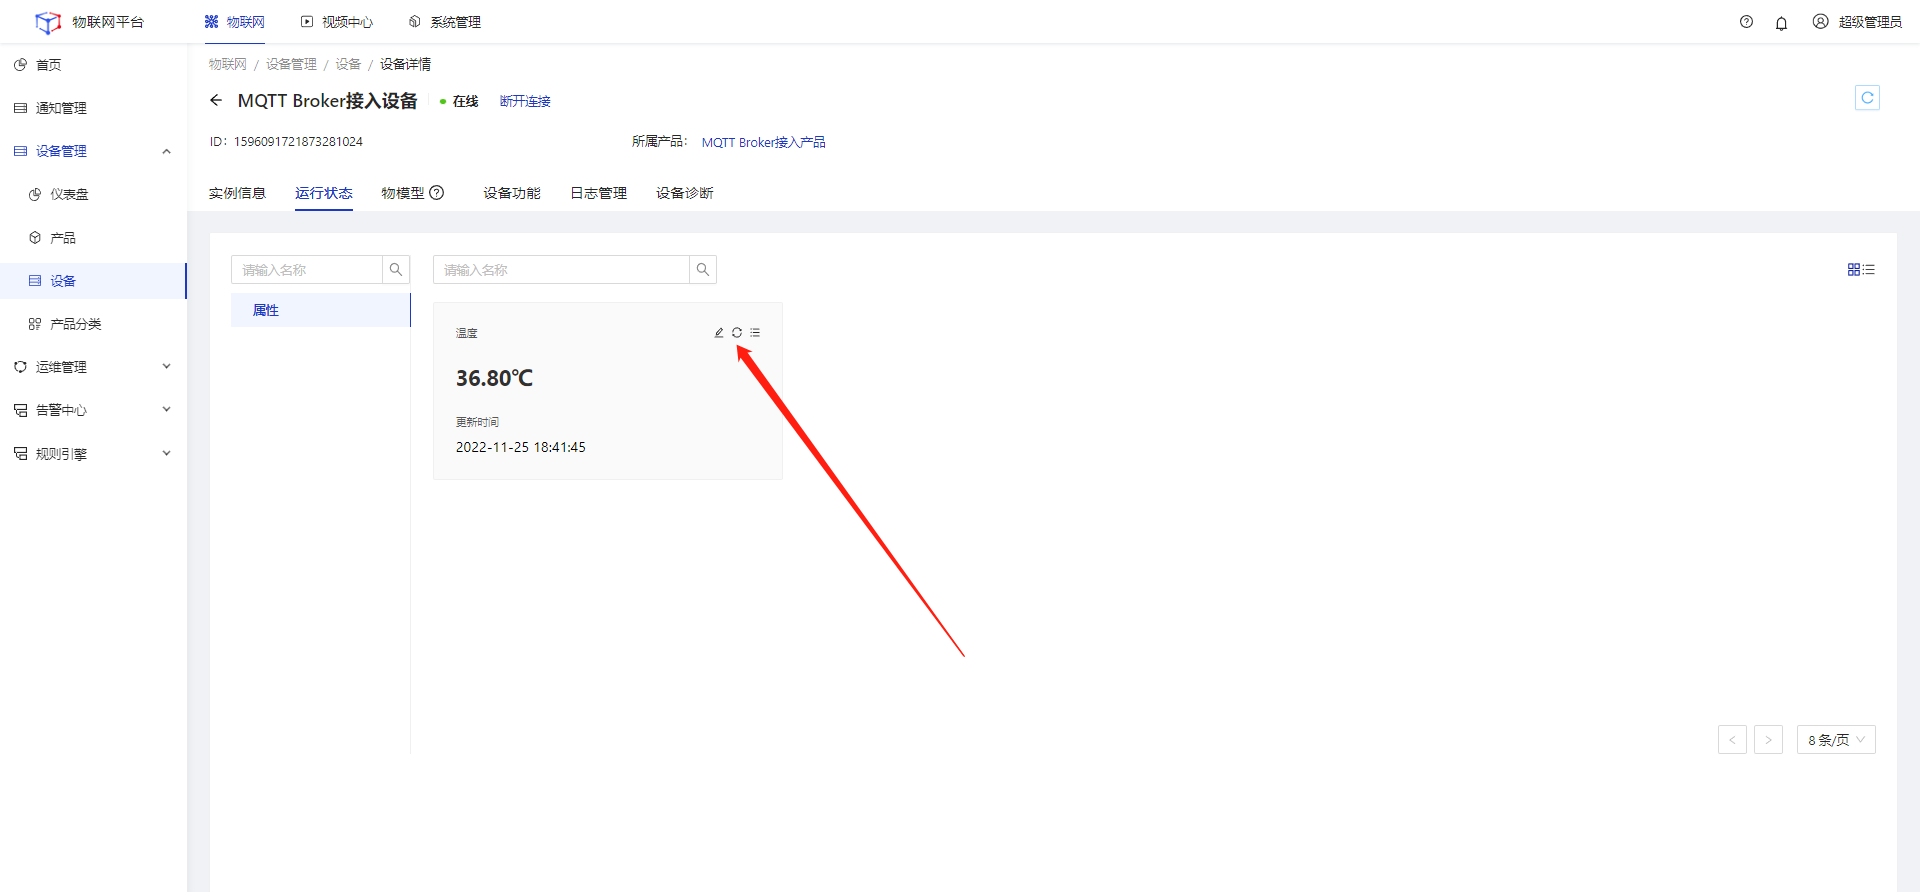 物联网平台
物联网
视频中心
系统管理
超级管理员
首页
通知管理
设备管理
仪表盘
产品
设备
产品分类
运维管理
告警中心
规则引擎
物联网 / 设备管理 / 设备 / 设备详情
MQTT Broker接入设备
在线
断开连接
ID: 1596091721873281024
所属产品: MQTT Broker接入产品
实例信息
运行状态
物模型
设备功能
日志管理
设备诊断
请输入名称
请输入名称
属性
温度
36.80℃
更新时间
2022-11-25 18:41:45
< >
8 条/页